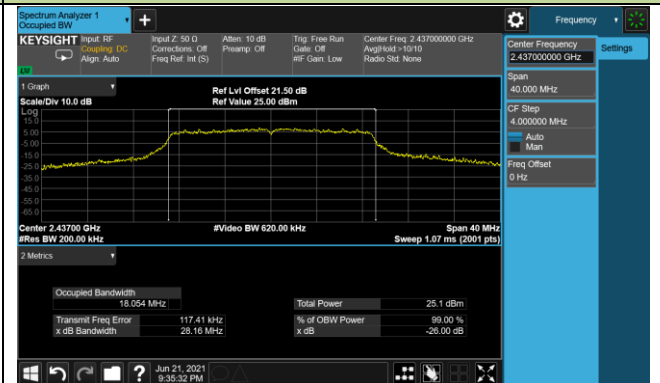 Spectrum Analyzer 1
Occupied BW
+
Frequency
KEYSIGHT
Input: RF
Coupling: DC
Align: Auto
Input Z: 50 Ω
Corrections: Off
Freq Ref: Int (S)
Atten: 10 dB
Preamp: Off
Trig: Free Run
Gate: Off
#IF Gain: Low
Center Freq: 2.437000000 GHz
Avg|Hold:>10/10
Radio Std: None
LW
Center Frequency
2.437000000 GHz
Settings
Span
40.000 MHz
CF Step
4.000000 MHz
Auto
Man
Freq Offset
0 Hz
1 Graph
Scale/Div 10.0 dB
Ref Lvl Offset 21.50 dB
Ref Value 25.00 dBm
Log
15.0
5.00
-5.00
-15.0
-25.0
-35.0
-45.0
-55.0
-65.0
Center 2.43700 GHz
#Res BW 200.00 kHz
#Video BW 620.00 kHz
Span 40 MHz
Sweep 1.07 ms (2001 pts)
2 Metrics
Occupied Bandwidth
18.054 MHz
Total Power 25.1 dBm
Transmit Freq Error 117.41 kHz
% of OBW Power 99.00 %
x dB Bandwidth 28.16 MHz
x dB -26.00 dB
?
Jun 21, 2021
9:35:32 PM